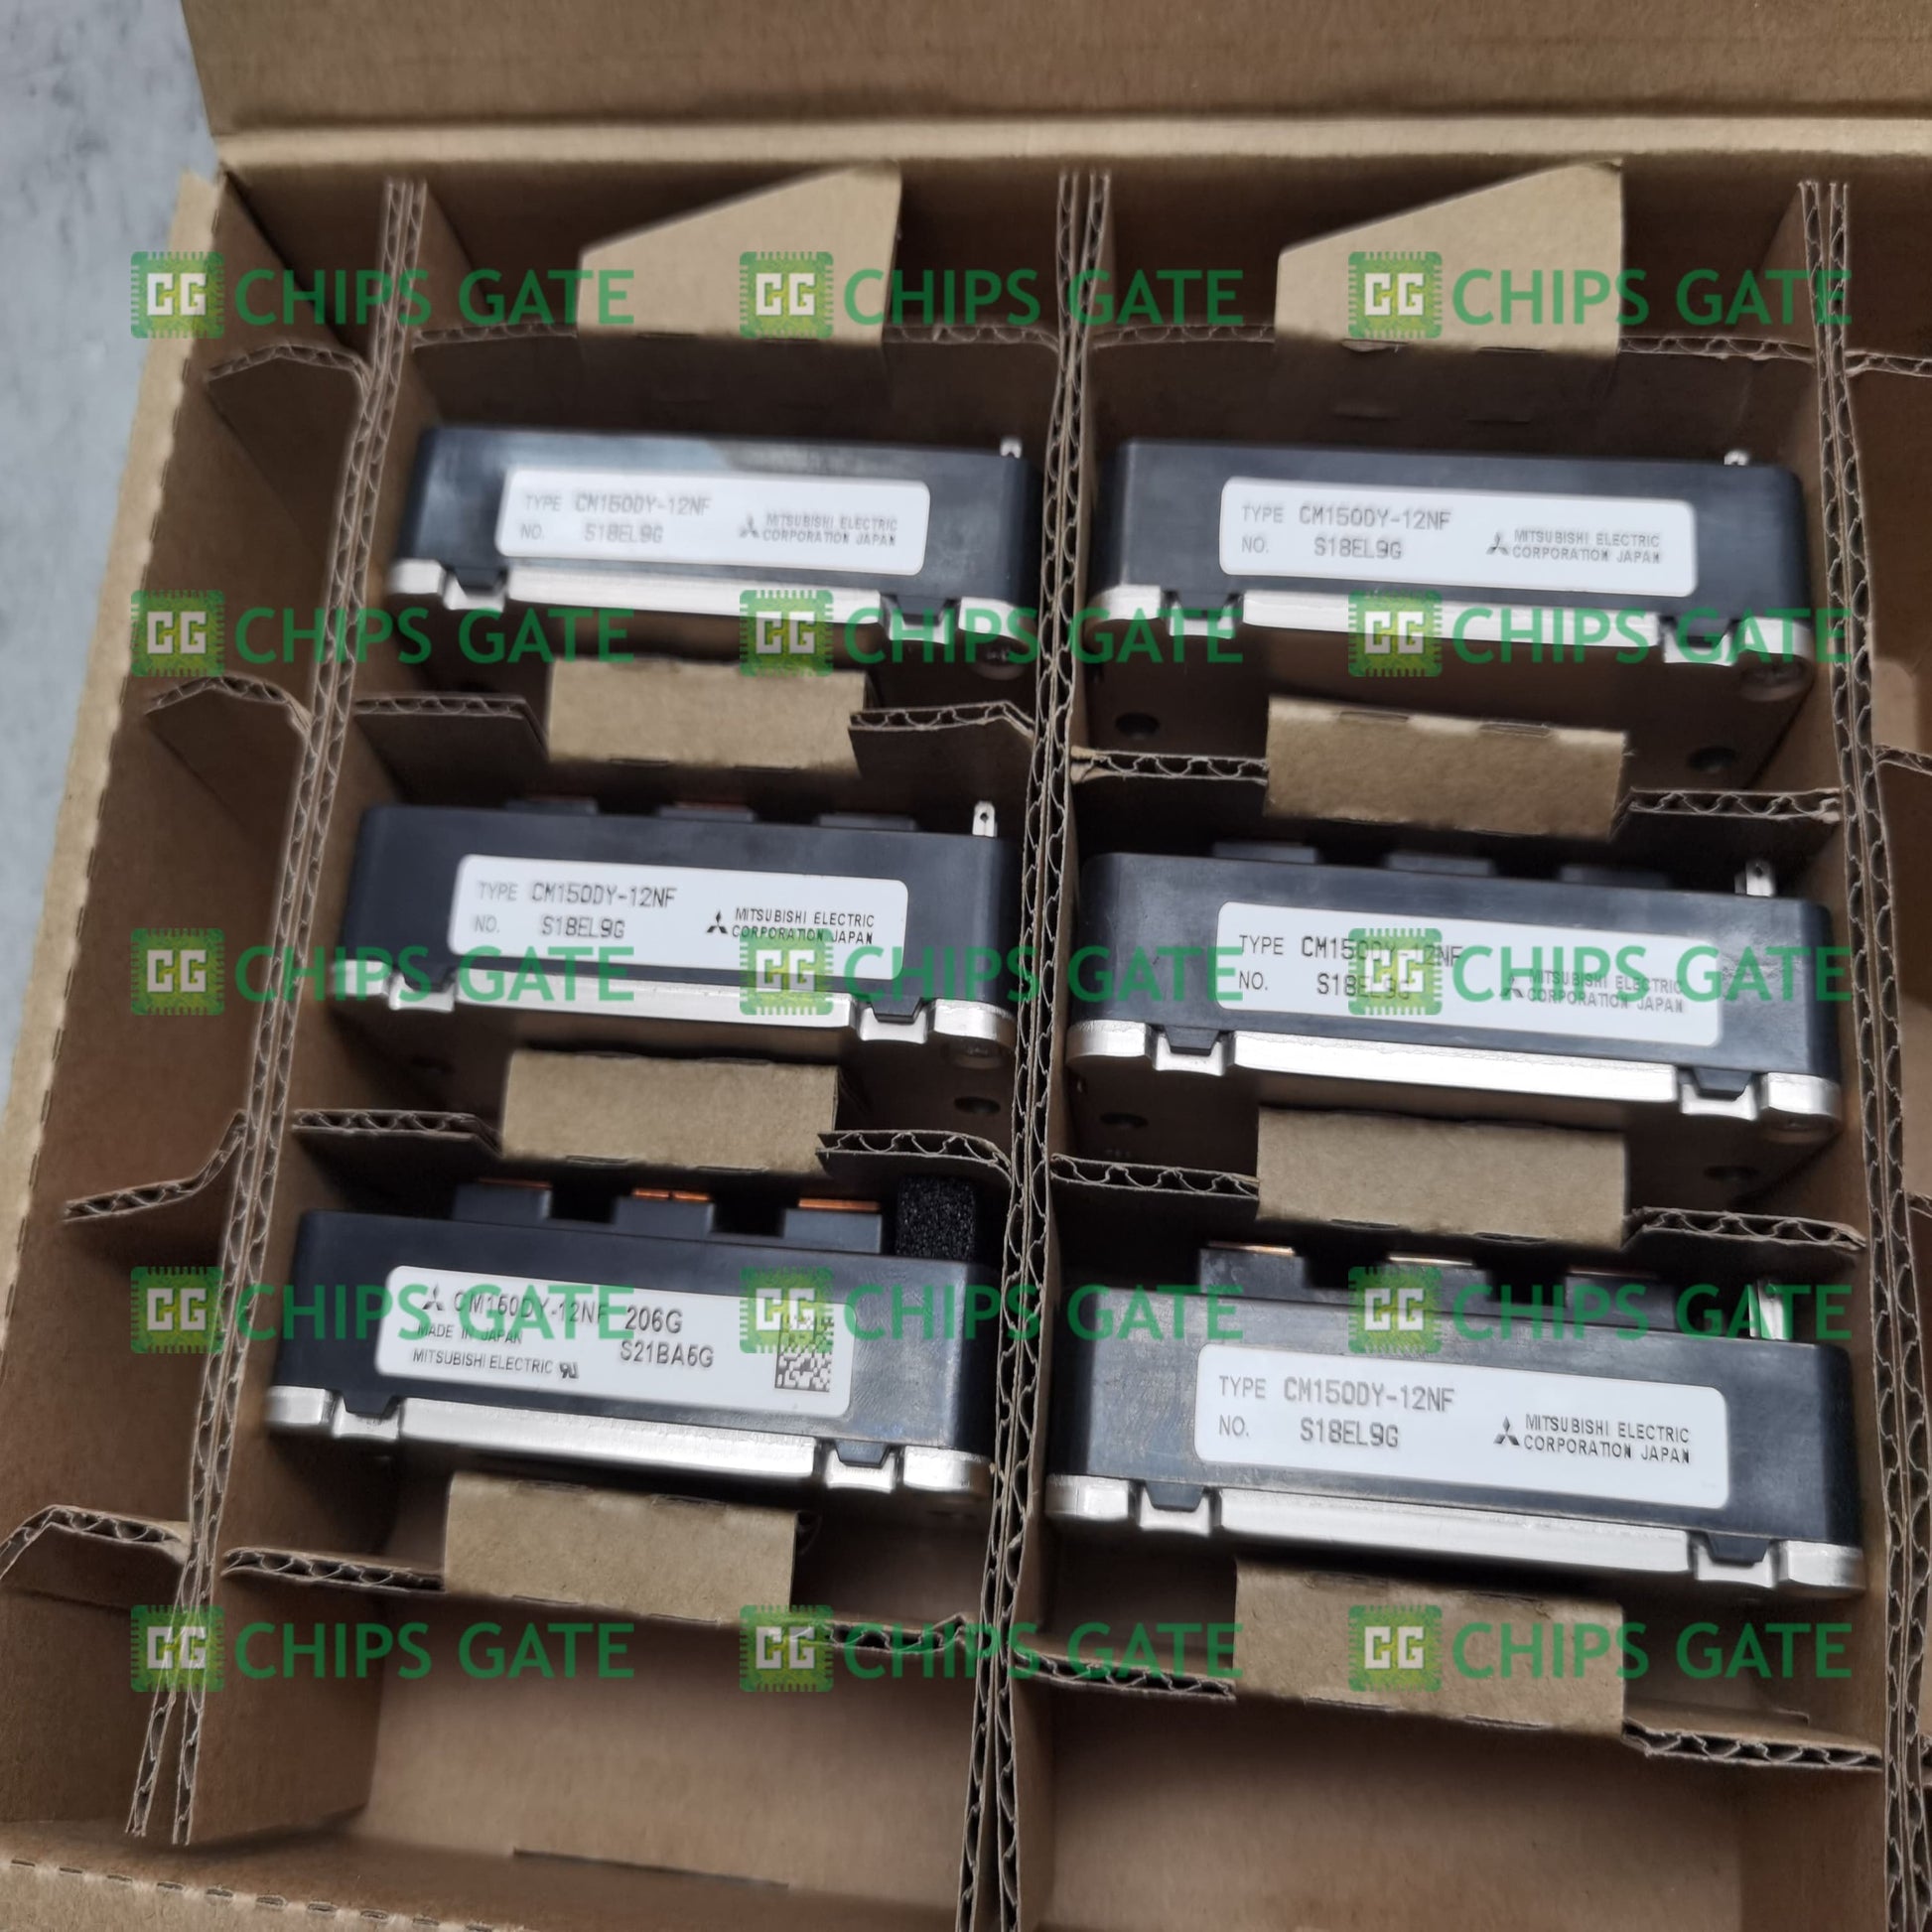 CG CHIPS GATE CG CHIPS GATE CG CHIPS GATE
TYPE CM150DY-12NF
NO. S18EL9G
MITSUBISHI ELECTRIC
CORPORATION JAPAN
TYPE CM150DY-12NF
NO. S18EL9G
MITSUBISHI ELECTRIC
CORPORATION JAPAN
CG CHIPS GATE CG CHIPS GATE CG CHIPS GATE
TYPE CM150DY-12NF
NO. S18EL9G
MITSUBISHI ELECTRIC
CORPORATION JAPAN
TYPE CM150DY-12NF
NO. S18EL9G
MITSUBISHI ELECTRIC
CORPORATION JAPAN
CG CHIPS GATE CG CHIPS GATE CG CHIPS GATE
CM150DY-12NF 206G
MADE IN JAPAN
S21BA5G
MITSUBISHI ELECTRIC
CG CHIPS GATE CG CHIPS GATE CG CHIPS GATE
TYPE CM150DY-12NF
NO. S18EL9G
MITSUBISHI ELECTRIC
CORPORATION JAPAN
CG CHIPS GATE CG CHIPS GATE CG CHIPS GATE